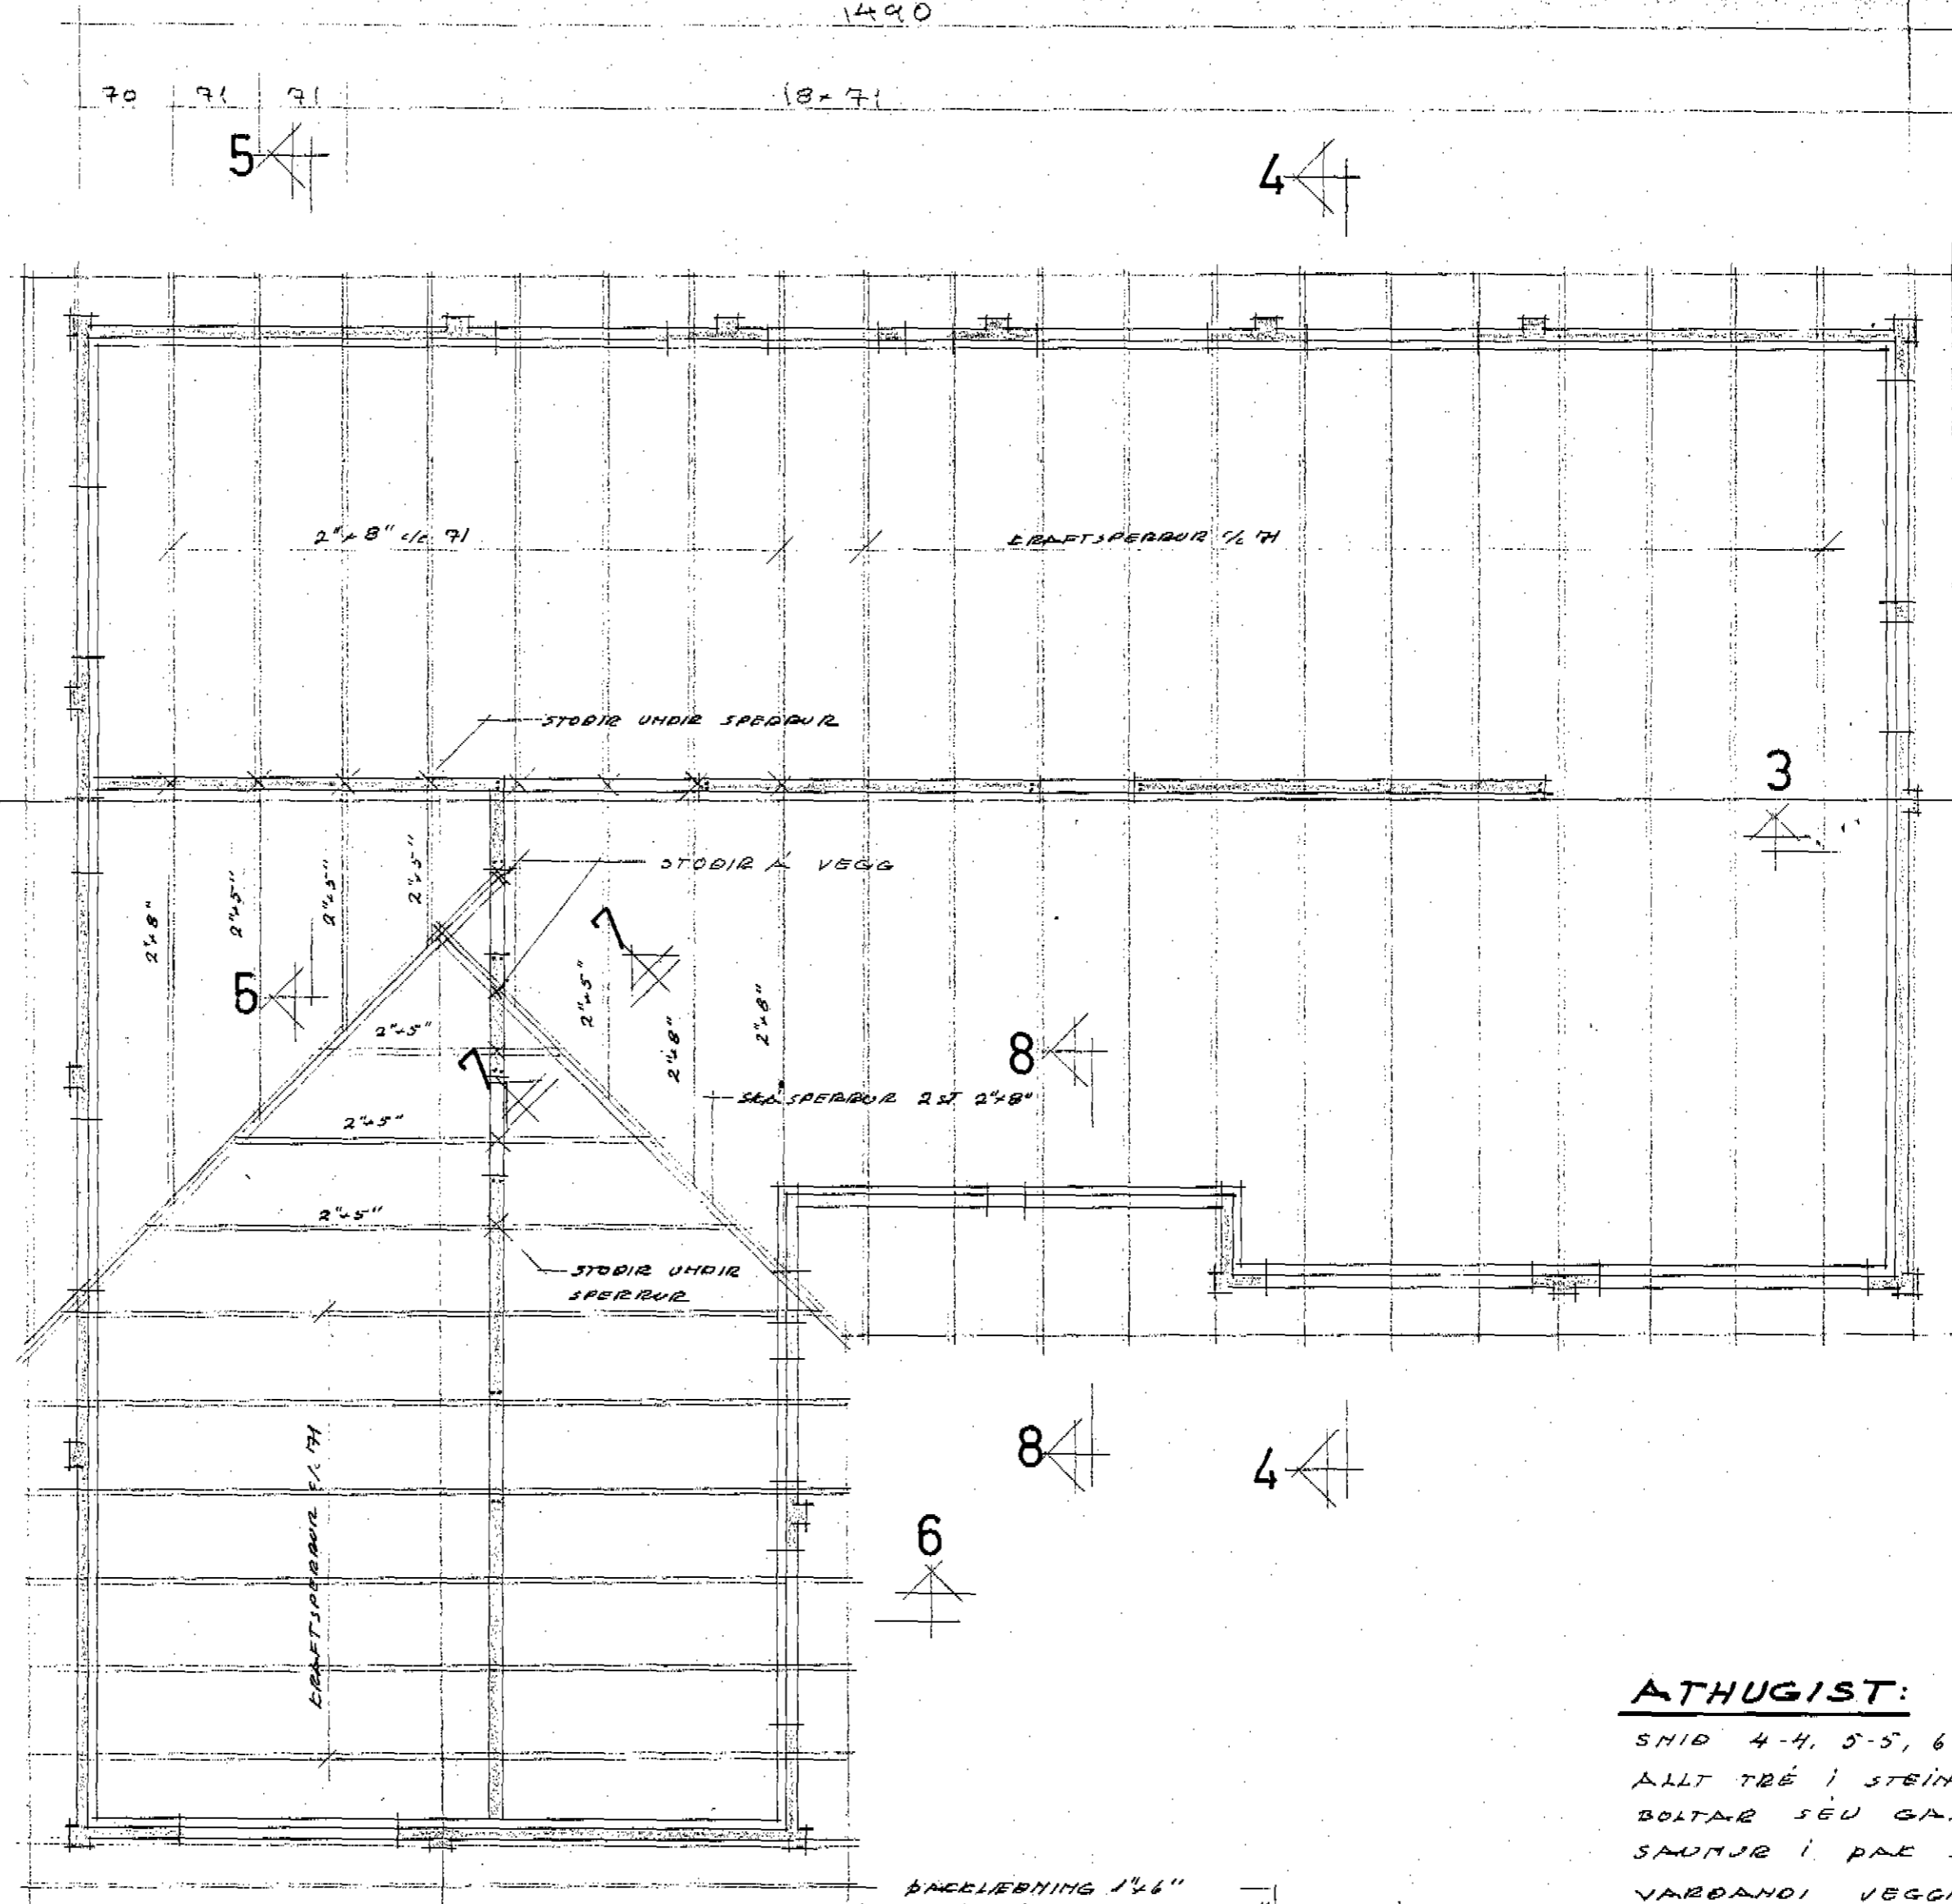 1490
70 71 71 18×71
5 4
2"×8" c/c 71
KRAFTSPERRUR c/c 71
STOÐIR UNDIR SPERRUR
3
STOÐIR Á VEGG
2"×8"
2"×5"
2"×5"
2"×5"
7
5
2"×5"
2"×8"
2"×8"
2"×5"
8
7
SKÁSPERRUR 2 ST 2"×8"
2"×5"
2"×5"
STOÐIR UNDIR
SPERRUR
KRAFTSPERRUR c/c 71
8
4
6
ATHUGIST:
SNIÐ 4-4, 5-5, 6
ALLT TRÉ Í STEIN
BOLTAR SÉU GA
SAUMUR Í ÞAK
VARÐANDI VEGG
ÞAKKLÆÐNING 1"×6"